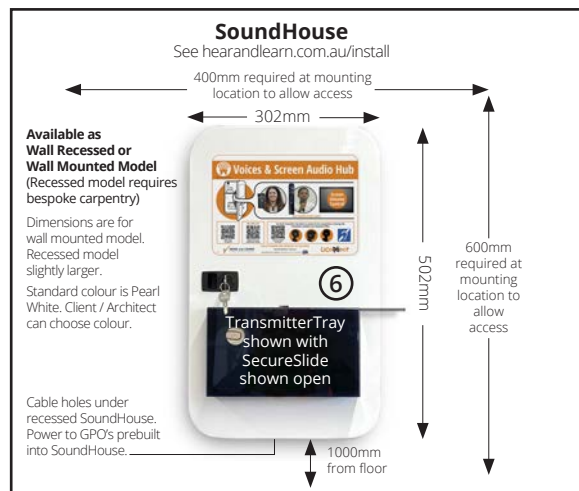 SoundHouse
See hearandlearn.com.au/install
400mm required at mounting
location to allow access
302mm
Available as
Wall Recessed or
Wall Mounted Model
(Recessed model requires
bespoke carpentry)
Dimensions are for
wall mounted model.
Recessed model
slightly larger.
Standard colour is Pearl
White. Client / Architect
can choose colour.
Cable holes under
recessed SoundHouse.
Power to GPO's prebuilt
into SoundHouse.
Voices & Screen Audio Hub
6
TransmitterTray
shown with
SecureSlide
shown open
502mm
600mm
required at
mounting
location to
allow
access
1000mm
from floor